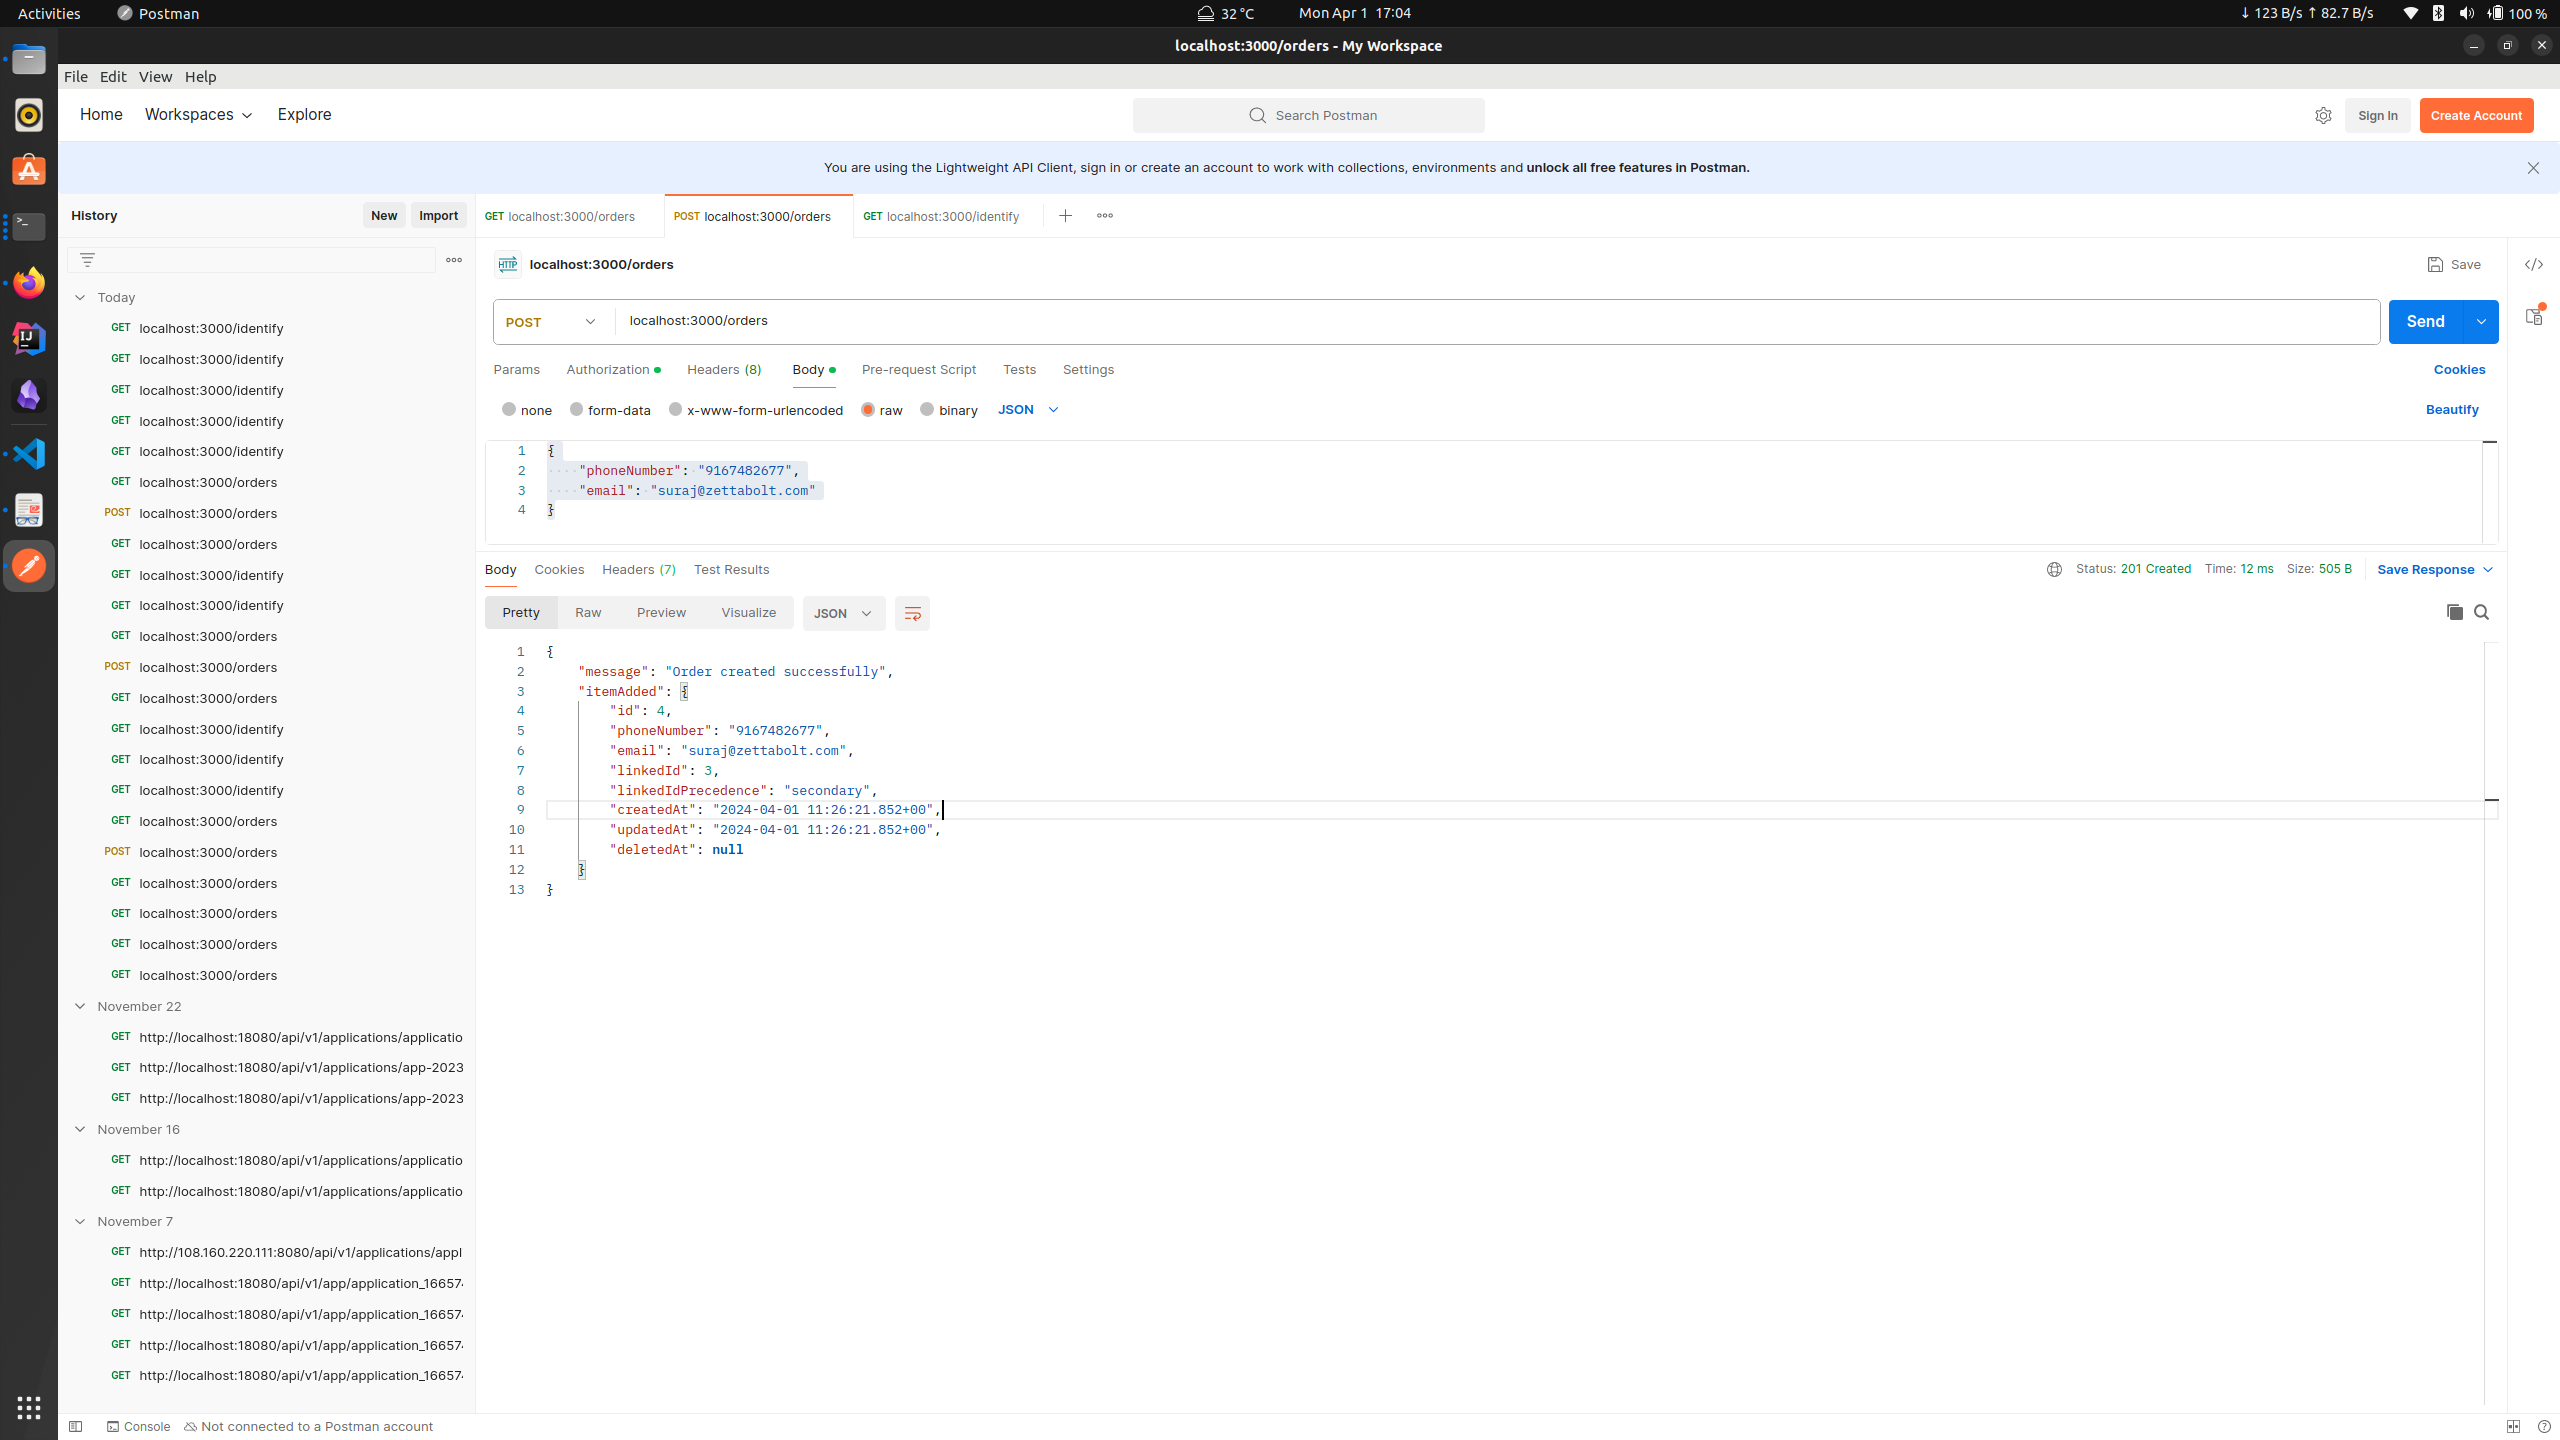 Activities
Postman
32 °C
Mon Apr 1 17:04
↓ 123 B/s ↑ 82.7 B/s
100 %
localhost:3000/orders - My Workspace
File Edit View Help
Home Workspaces Explore
Search Postman
Sign In
Create Account
You are using the Lightweight API Client, sign in or create an account to work with collections, environments and unlock all free features in Postman.
History
New
Import
Today
GET localhost:3000/identify
GET localhost:3000/identify
GET localhost:3000/identify
GET localhost:3000/identify
GET localhost:3000/identify
GET localhost:3000/orders
POST localhost:3000/orders
GET localhost:3000/orders
GET localhost:3000/identify
GET localhost:3000/identify
GET localhost:3000/orders
POST localhost:3000/orders
GET localhost:3000/orders
GET localhost:3000/identify
GET localhost:3000/identify
GET localhost:3000/identify
GET localhost:3000/orders
POST localhost:3000/orders
GET localhost:3000/orders
GET localhost:3000/orders
GET localhost:3000/orders
GET localhost:3000/orders
November 22
GET http://localhost:18080/api/v1/applications/applicatio
GET http://localhost:18080/api/v1/applications/app-2023
GET http://localhost:18080/api/v1/applications/app-2023
November 16
GET http://localhost:18080/api/v1/applications/applicatio
GET http://localhost:18080/api/v1/applications/applicatio
November 7
GET http://108.160.220.111:8080/api/v1/applications/appl
GET http://localhost:18080/api/v1/app/application_16657
GET http://localhost:18080/api/v1/app/application_16657
GET http://localhost:18080/api/v1/app/application_16657
GET http://localhost:18080/api/v1/app/application_16657
GET localhost:3000/orders
POST localhost:3000/orders
GET localhost:3000/identify
HTTP localhost:3000/orders
Save
POST
localhost:3000/orders
Send
Params Authorization Headers (8) Body Pre-request Script Tests Settings
Cookies
none form-data x-www-form-urlencoded raw binary JSON
Beautify
1 {
2 ····"phoneNumber":·"9167482677",
3 ····"email":·"suraj@zettabolt.com"
4 }
Body Cookies Headers (7) Test Results
Status: 201 Created Time: 12 ms Size: 505 B
Save Response
Pretty Raw Preview Visualize JSON
1 {
2 "message": "Order created successfully",
3 "itemAdded": {
4 "id": 4,
5 "phoneNumber": "9167482677",
6 "email": "suraj@zettabolt.com",
7 "linkedId": 3,
8 "linkedIdPrecedence": "secondary",
9 "createdAt": "2024-04-01 11:26:21.852+00",
10 "updatedAt": "2024-04-01 11:26:21.852+00",
11 "deletedAt": null
12 }
13 }
Console
Not connected to a Postman account